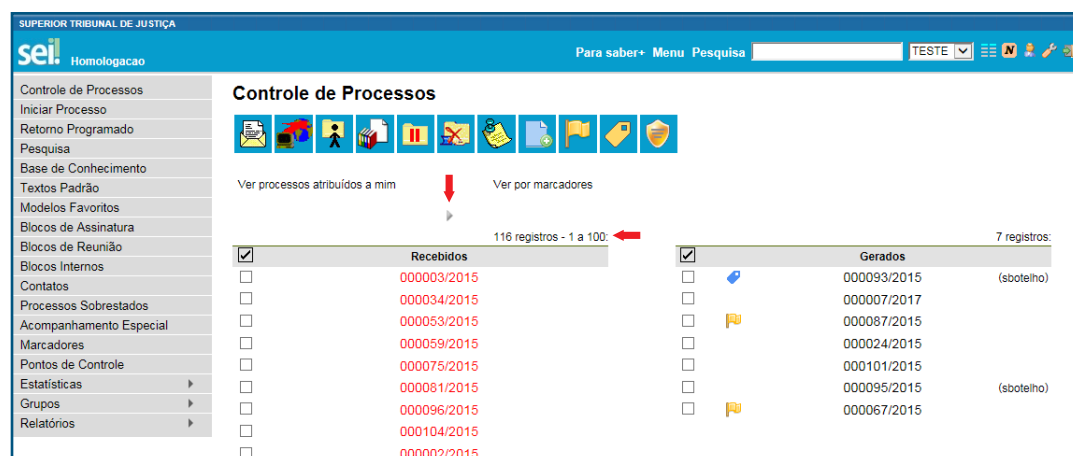 SUPERIOR TRIBUNAL DE JUSTIÇA
sei! Homologacao
Para saber+ Menu Pesquisa TESTE N
Controle de Processos
Iniciar Processo
Retorno Programado
Pesquisa
Base de Conhecimento
Textos Padrão
Modelos Favoritos
Blocos de Assinatura
Blocos de Reunião
Blocos Internos
Contatos
Processos Sobrestados
Acompanhamento Especial
Marcadores
Pontos de Controle
Estatísticas
Grupos
Relatórios
Controle de Processos
Ver processos atribuídos a mim Ver por marcadores
116 registros - 1 a 100:
Recebidos
000003/2015
000034/2015
000053/2015
000059/2015
000075/2015
000081/2015
000096/2015
000104/2015
000002/2015
7 registros:
Gerados
000093/2015 (sbotelho)
000007/2017
000087/2015
000024/2015
000101/2015
000095/2015 (sbotelho)
000067/2015